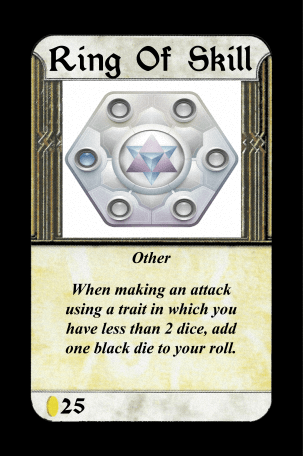 Ring Of Skill
Other
When making an attack
using a trait in which you
have less than 2 dice, add
one black die to your roll.
25